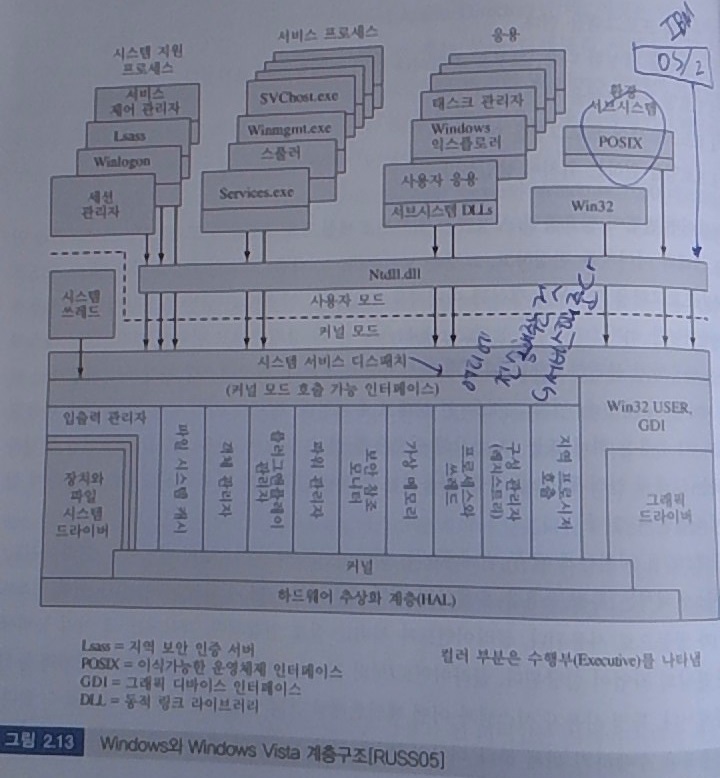 IBM
OS/2
시스템 지원
프로세스
서비스 프로세스
응용
환경
서브시스템
서비스
제어 관리자
Lsass
Winlogon
세션
관리자
SVChost.exe
Winmgmt.exe
스풀러
Services.exe
태스크 관리자
Windows
익스플로러
사용자 응용
서브시스템 DLLs
POSIX
Win32
시스템
쓰레드
Ntdll.dll
사용자 모드
커널 모드
시스템 서비스 디스패치
(커널 모드 호출 가능 인터페이스)
입출력 관리자
장치와
파일
시스템
드라이버
파일 시스템 캐시
객체 관리자
플러그앤플레이
관리자
파워 관리자
보안 참조
모니터
가상 메모리
프로세스와
쓰레드
구성 관리자
(레지스트리)
지역 프로시저
호출
Win32 USER,
GDI
그래픽
드라이버
커널
하드웨어 추상화 계층(HAL)
Lsass = 지역 보안 인증 서버
POSIX = 이식가능한 운영체제 인터페이스
GDI = 그래픽 디바이스 인터페이스
DLL = 동적 링크 라이브러리
컬러 부분은 수행부(Executive)를 나타냄
그림 2.13 Windows와 Windows Vista 계층구조[RUSS05]